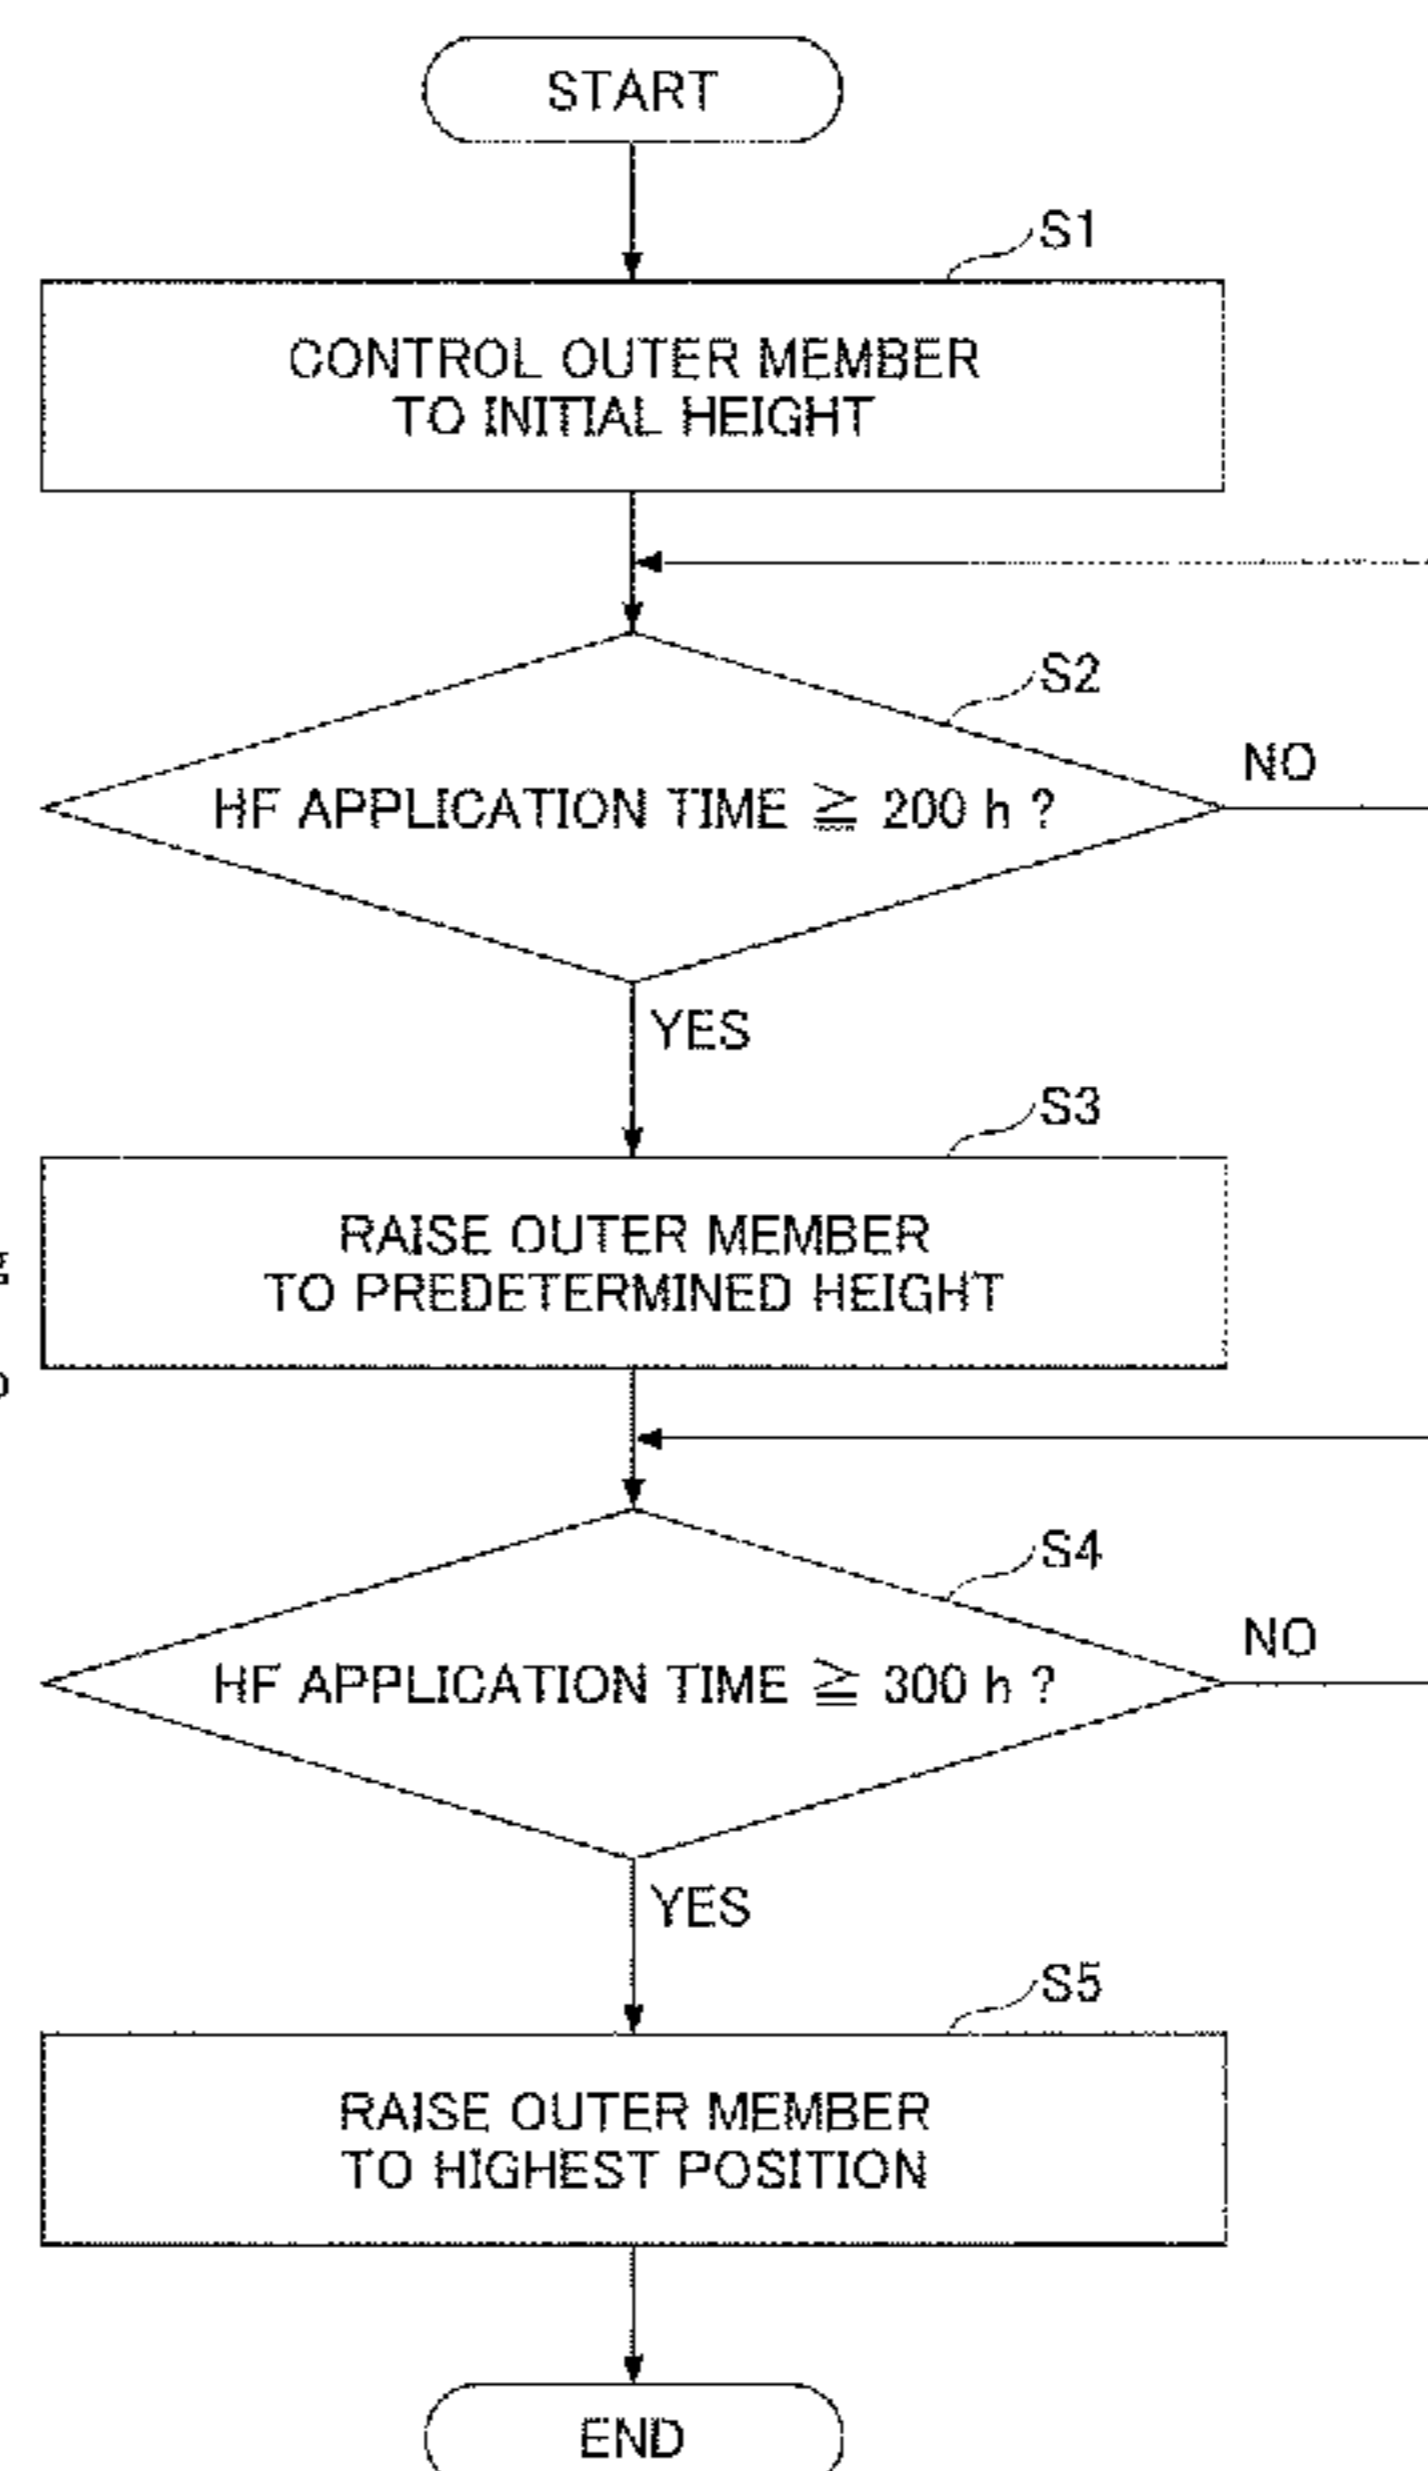 START
S1
CONTROL OUTER MEMBER
TO INITIAL HEIGHT
S2
HF APPLICATION TIME ≧ 200 h ?
NO
YES
S3
RAISE OUTER MEMBER
TO PREDETERMINED HEIGHT
S4
HF APPLICATION TIME ≧ 300 h ?
NO
YES
S5
RAISE OUTER MEMBER
TO HIGHEST POSITION
END